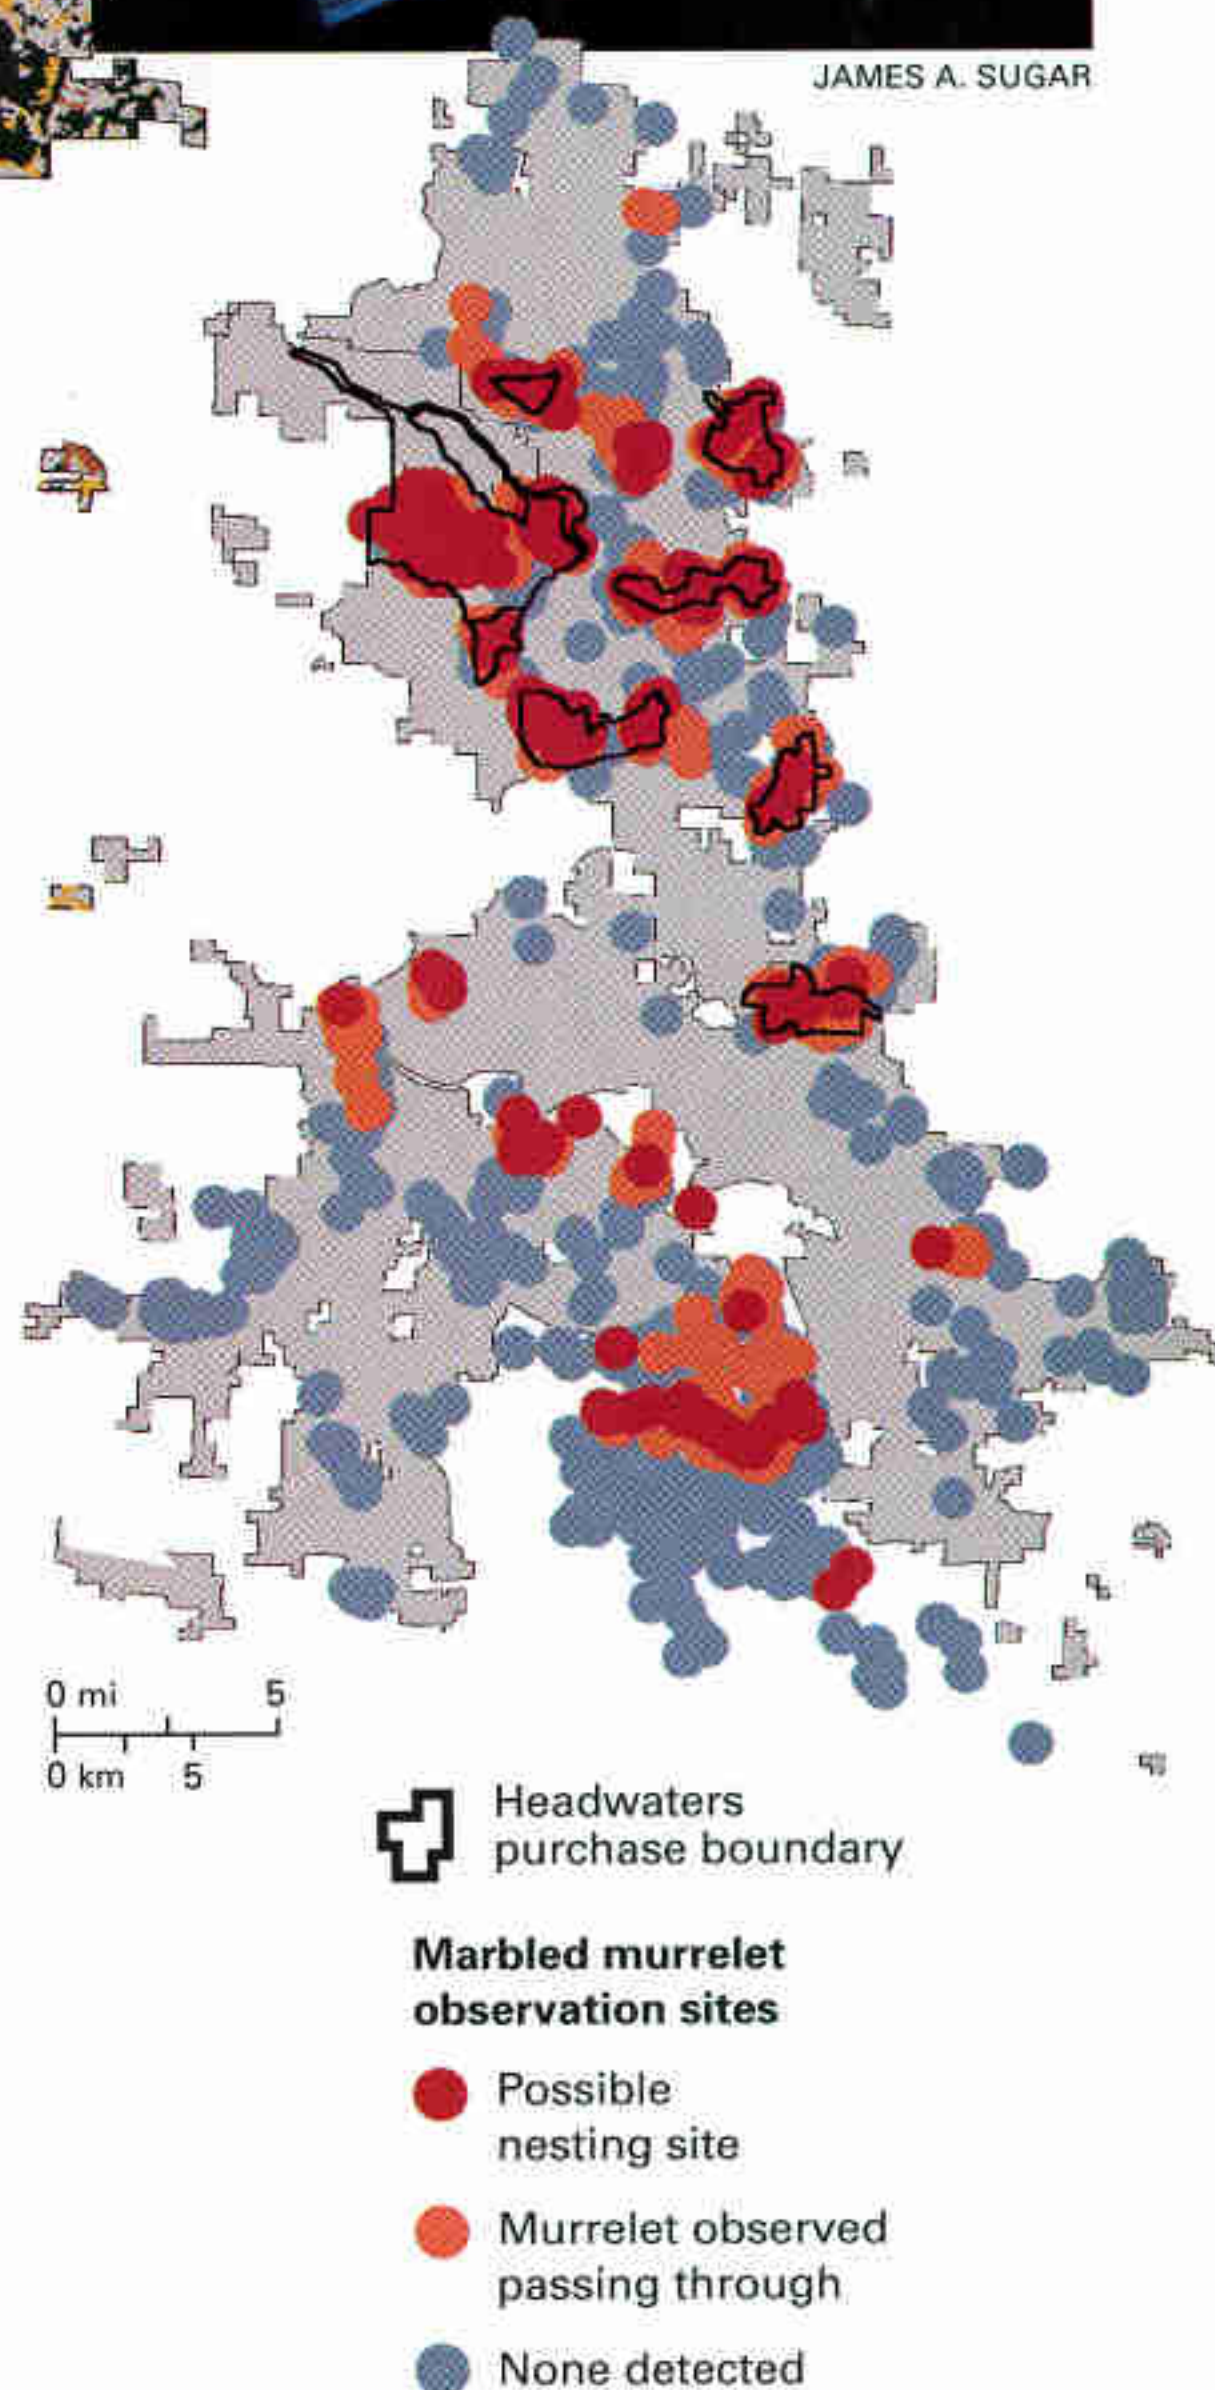 JAMES A. SUGAR
0 mi 5
0 km 5
Headwaters
purchase boundary
Marbled murrelet
observation sites
Possible
nesting site
Murrelet observed
passing through
None detected